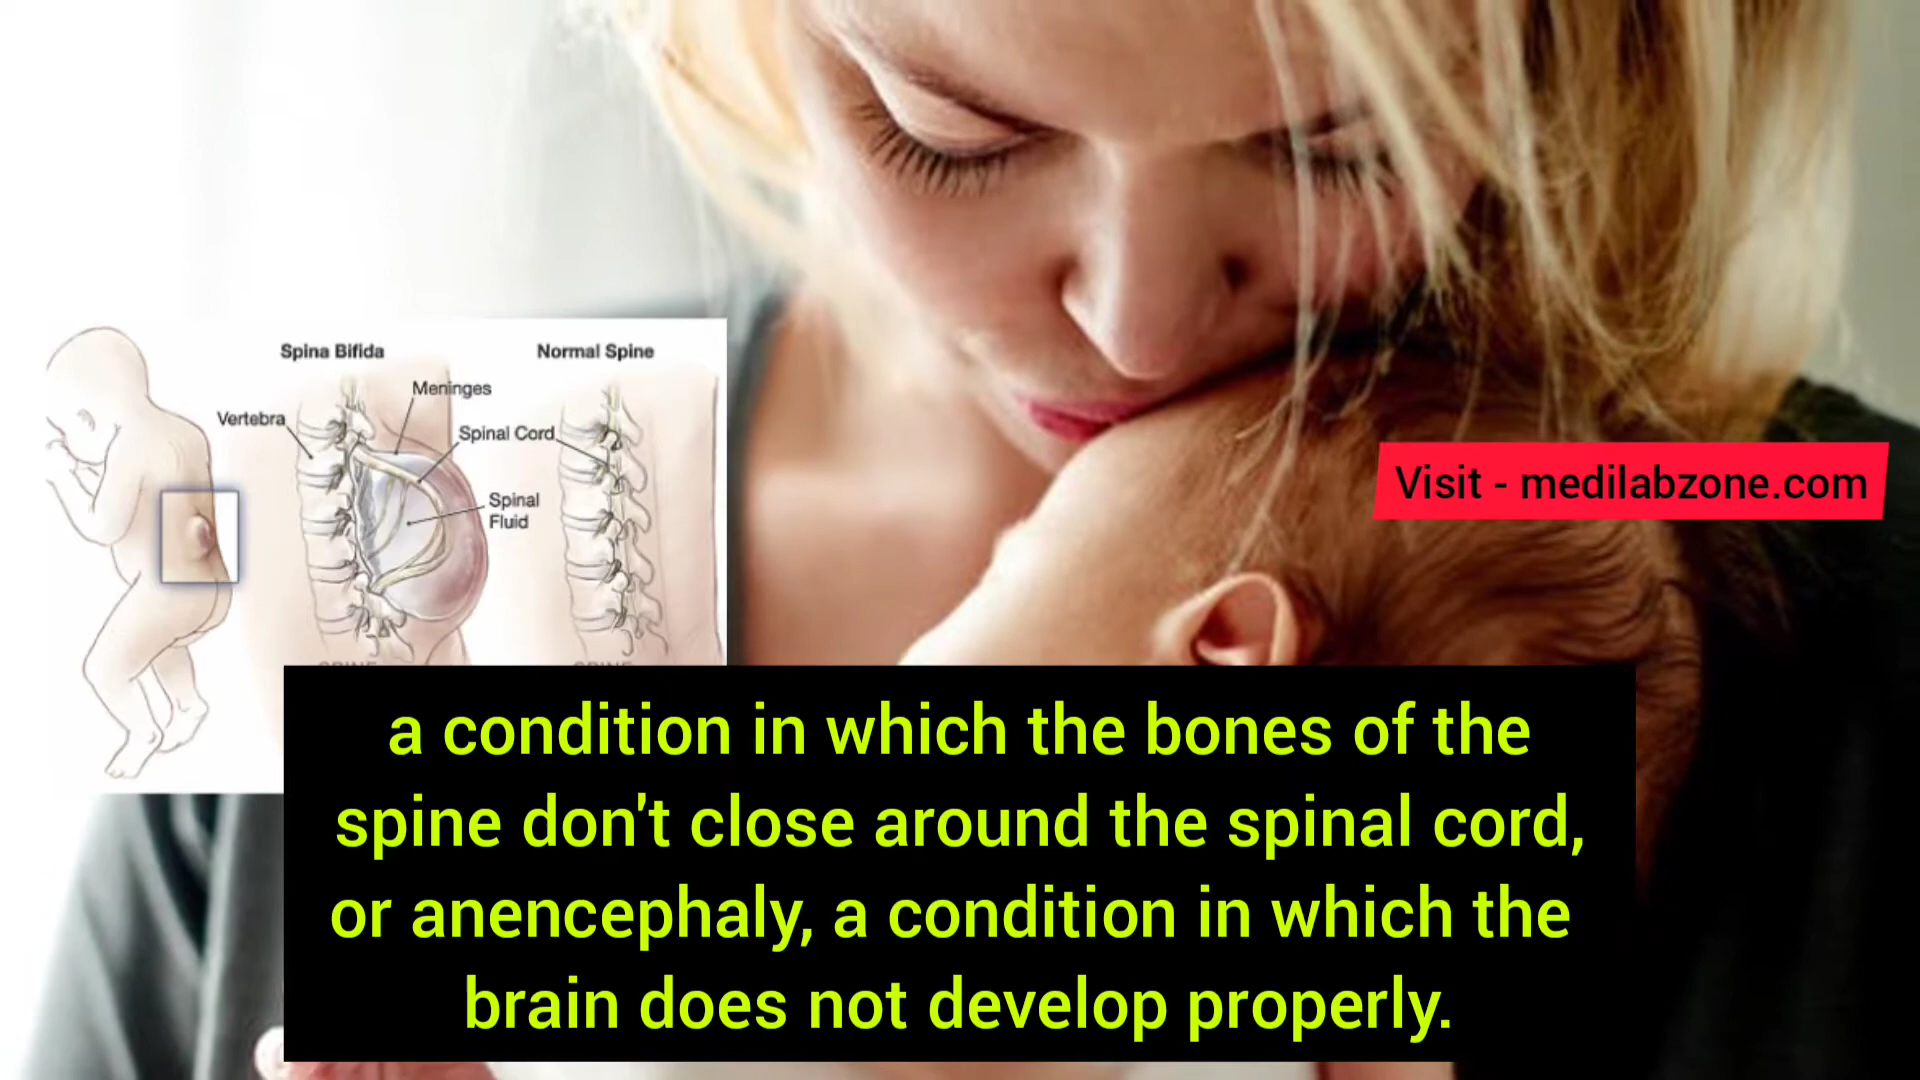 Spina Bifida
Normal Spine
Meninges
Vertebra
Spinal Cord
Spinal
Fluid
Visit - medilabzone.com
a condition in which the bones of the
spine don't close around the spinal cord,
or anencephaly, a condition in which the
brain does not develop properly.